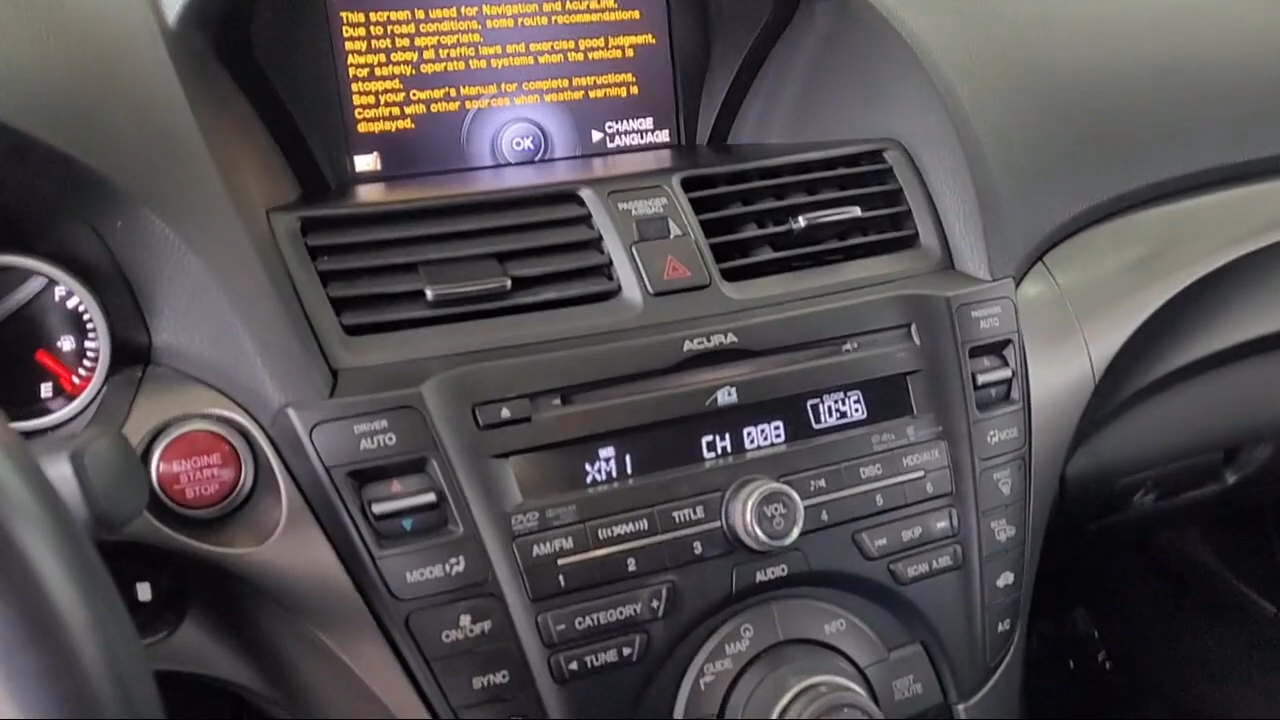 This screen is used for Navigation and AcuraLink.
Due to road conditions, some route recommendations
may not be appropriate.
Always obey all traffic laws and exercise good judgment.
For safety, operate the systems when the vehicle is
stopped.
See your Owner's Manual for complete instructions.
Confirm with other sources when weather warning is
displayed.
OK
CHANGE
LANGUAGE
PASSENGER
AIRBAG
F
E
ENGINE
START
STOP
ACURA
PASSENGER
AUTO
DRIVER
AUTO
ELS
XM1
CH 008
CLOCK
10:46
dts
MODE
FRONT
REAR
A/C
DVD
AM/FM
XM
TITLE
VOL
DISC
HDD/AUX
1
2
3
4
5
6
SKIP
SCAN A.SEL
AUDIO
MODE
ON/OFF
SYNC
- CATEGORY +
TUNE
MAP
GUIDE
INFO
DEST
ROUTE